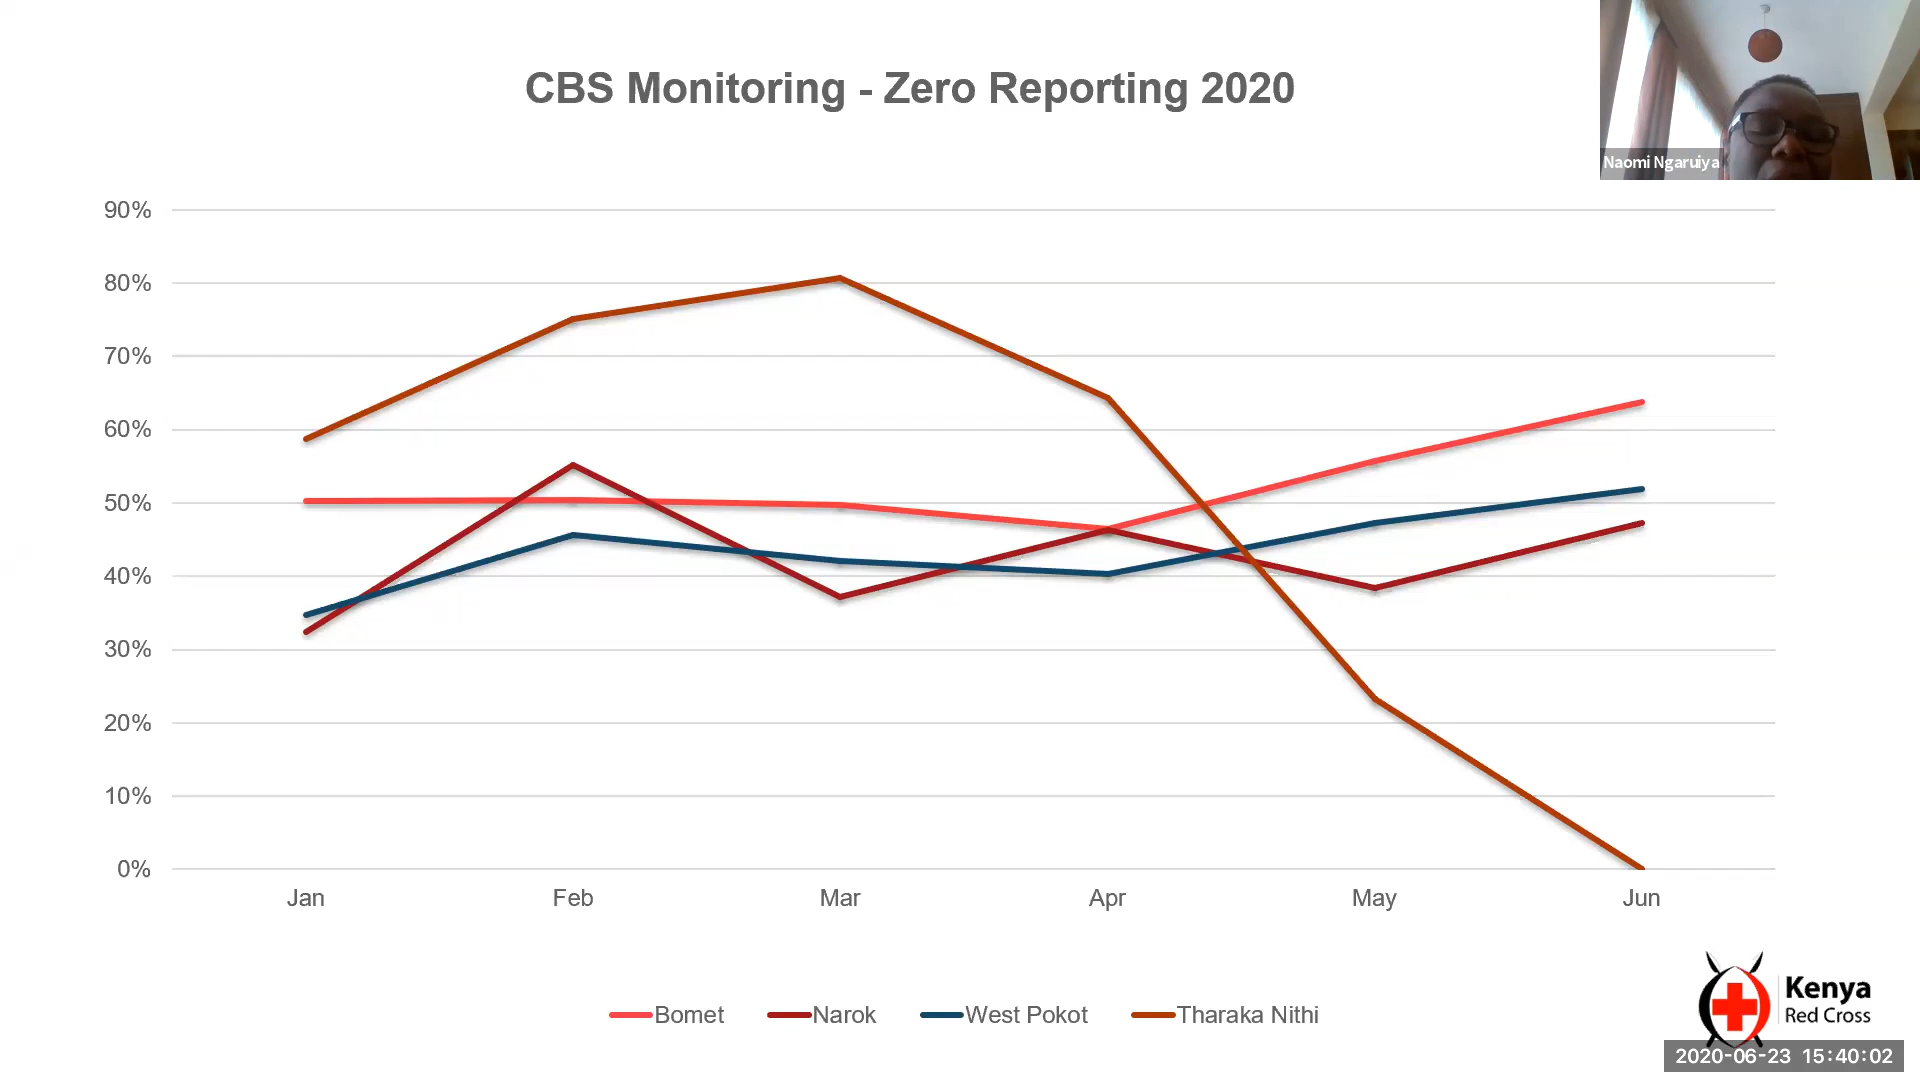 CBS Monitoring - Zero Reporting 2020
Naomi Ngaruiya
90%
80%
70%
60%
50%
40%
30%
20%
10%
0%
Jan Feb Mar Apr May Jun
Bomet Narok West Pokot Tharaka Nithi
Kenya
Red Cross
2020-06-23 15:40:02